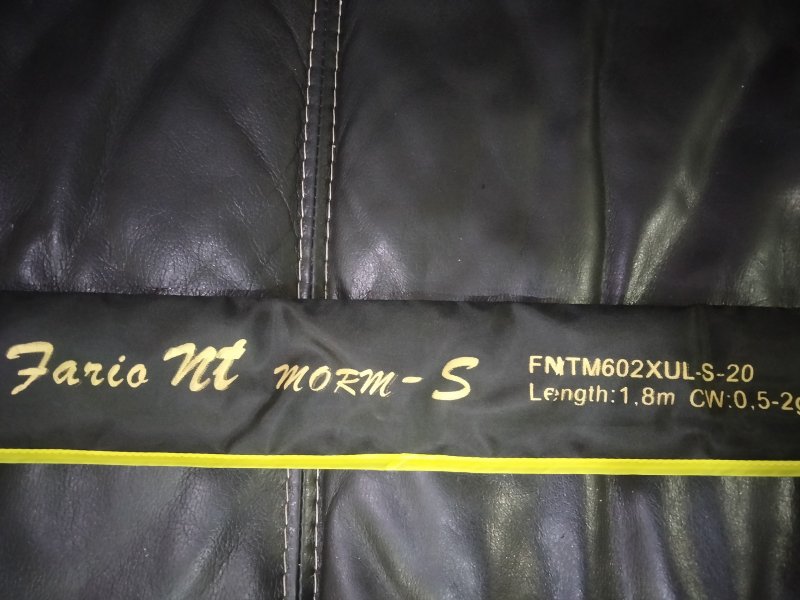 Fario Nt MORM-S
FNTM602XUL-S-20
Length:1,8m CW:0,5-2g